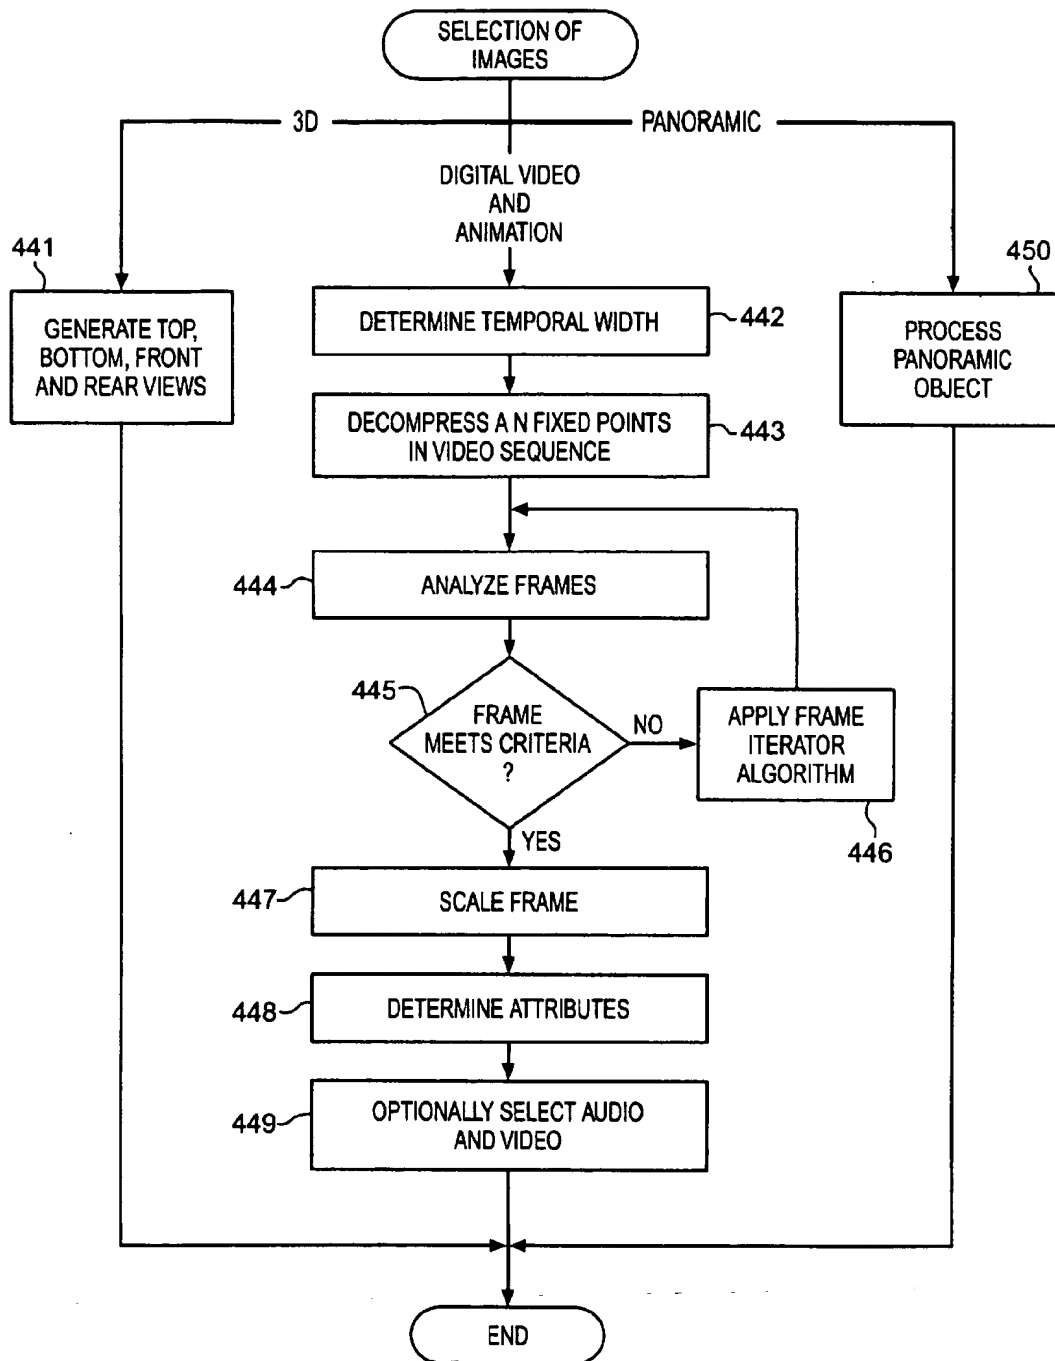 SELECTION OF
IMAGES
3D
PANORAMIC
DIGITAL VIDEO
AND
ANIMATION
441
GENERATE TOP,
BOTTOM, FRONT
AND REAR VIEWS
450
PROCESS
PANORAMIC
OBJECT
DETERMINE TEMPORAL WIDTH
442
DECOMPRESS A N FIXED POINTS
IN VIDEO SEQUENCE
443
444
ANALYZE FRAMES
445
FRAME
MEETS CRITERIA
?
NO
APPLY FRAME
ITERATOR
ALGORITHM
446
YES
447
SCALE FRAME
448
DETERMINE ATTRIBUTES
449
OPTIONALLY SELECT AUDIO
AND VIDEO
END